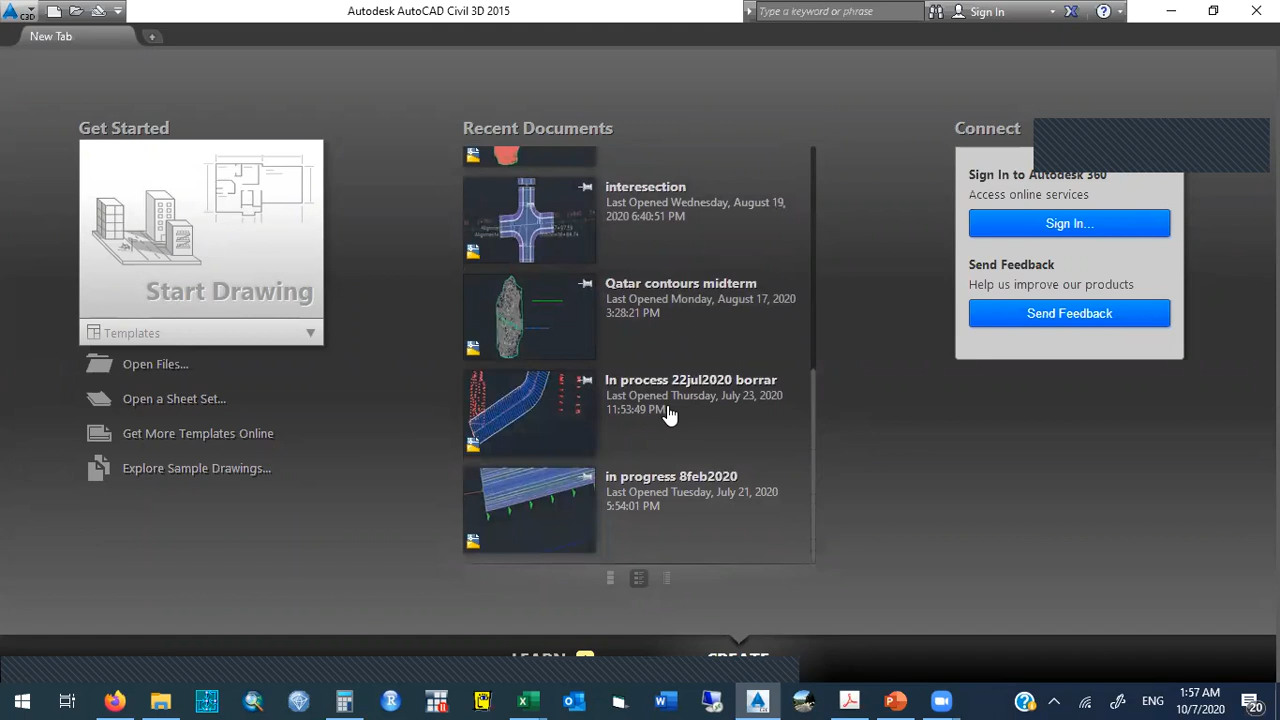 C3D
Autodesk AutoCAD Civil 3D 2015
Type a keyword or phrase
Sign In
New Tab
Get Started
Start Drawing
Templates
Open Files...
Open a Sheet Set...
Get More Templates Online
Explore Sample Drawings...
Recent Documents
interesection
Last Opened Wednesday, August 19,
2020 6:40:51 PM
Qatar contours midterm
Last Opened Monday, August 17, 2020
3:28:21 PM
In process 22jul2020 borrar
Last Opened Thursday, July 23, 2020
11:53:49 PM
in progress 8feb2020
Last Opened Tuesday, July 21, 2020
5:54:01 PM
Connect
Sign In to Autodesk 360
Access online services
Sign In...
Send Feedback
Help us improve our products
Send Feedback
LEARN
CREATE
ENG
1:57 AM
10/7/2020
20